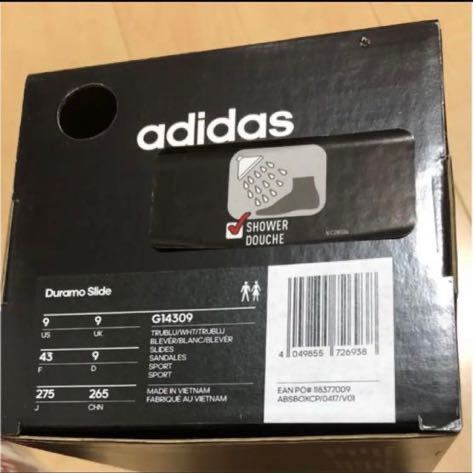 adidas
SHOWER
DOUCHE
Duramo Slide
9 9 G14309
US UK
TRUBLU/WHT/TRUBLU
BLEVER/BLANC/BLEVER
43 9 SLIDES
F D SANDALES
SPORT
SPORT
275 265 MADE IN VIETNAM
J CHN FABRIQUÉ AU VIETNAM
4 049855 726938
EAN PO# 118377009
ABSBOXCP/0417/V01